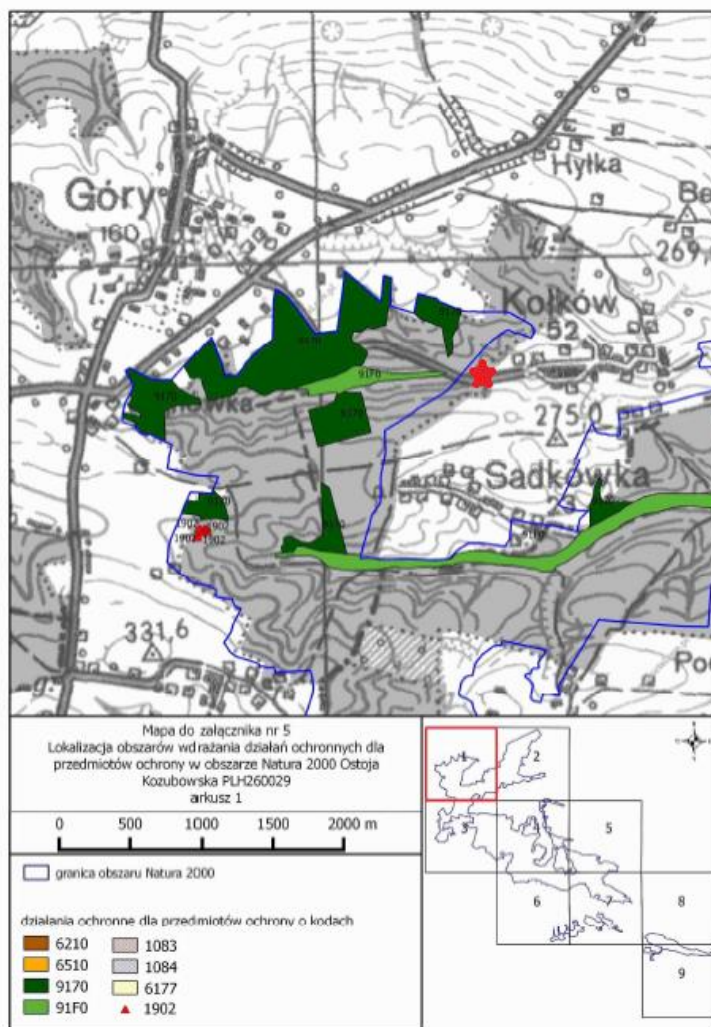 Hyłka
Góry
160
Be
269,
Kołków
52
9170
9170
91F0
9170
9170
275,0
Sadkówka
1902 1902
1902 1902
91F0
331,6
Po
Mapa do załącznika nr 5
Lokalizacja obszarów wdrażania działań ochronnych dla
przedmiotów ochrony w obszarze Natura 2000 Ostoja
Kozubowska PLH260029
arkusz 1
0 500 1000 1500 2000 m
granica obszaru Natura 2000
działania ochronne dla przedmiotów ochrony o kodach
6210 1083
6510 1084
9170 6177
91F0 1902
1 2
3 4 5
6 7 8
9